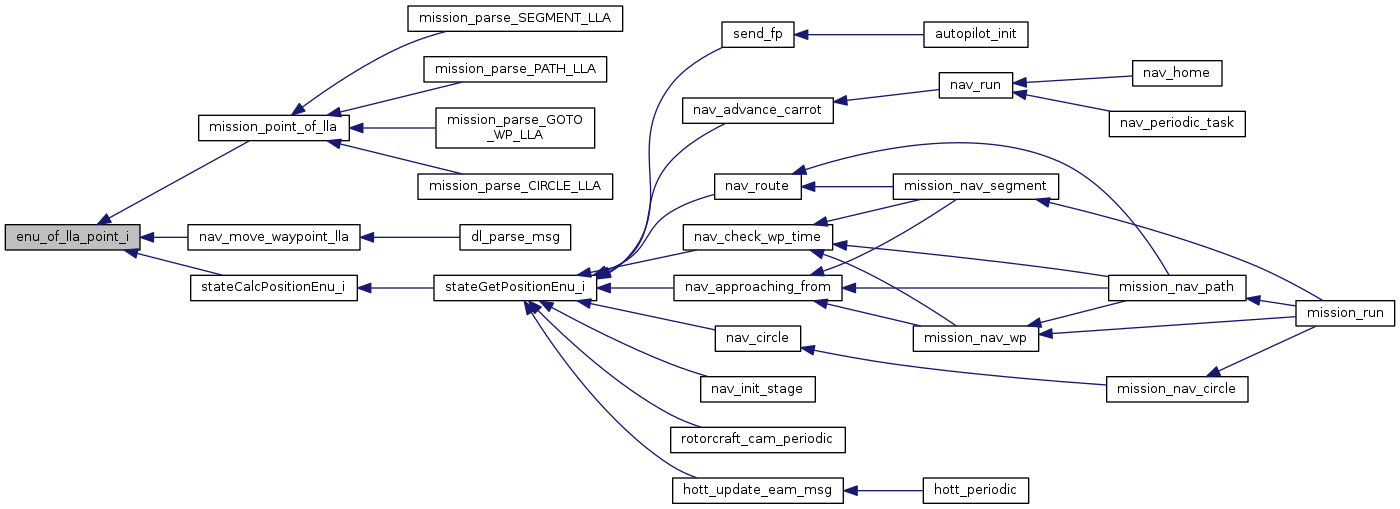 mission_parse_SEGMENT_LLA
mission_parse_PATH_LLA
mission_point_of_lla
mission_parse_GOTO
_WP_LLA
mission_parse_CIRCLE_LLA
enu_of_lla_point_i
nav_move_waypoint_lla
dl_parse_msg
stateCalcPositionEnu_i
stateGetPositionEnu_i
send_fp
autopilot_init
nav_advance_carrot
nav_run
nav_home
nav_periodic_task
nav_route
mission_nav_segment
nav_check_wp_time
nav_approaching_from
mission_nav_path
mission_run
nav_circle
mission_nav_wp
nav_init_stage
mission_nav_circle
rotorcraft_cam_periodic
hott_update_eam_msg
hott_periodic